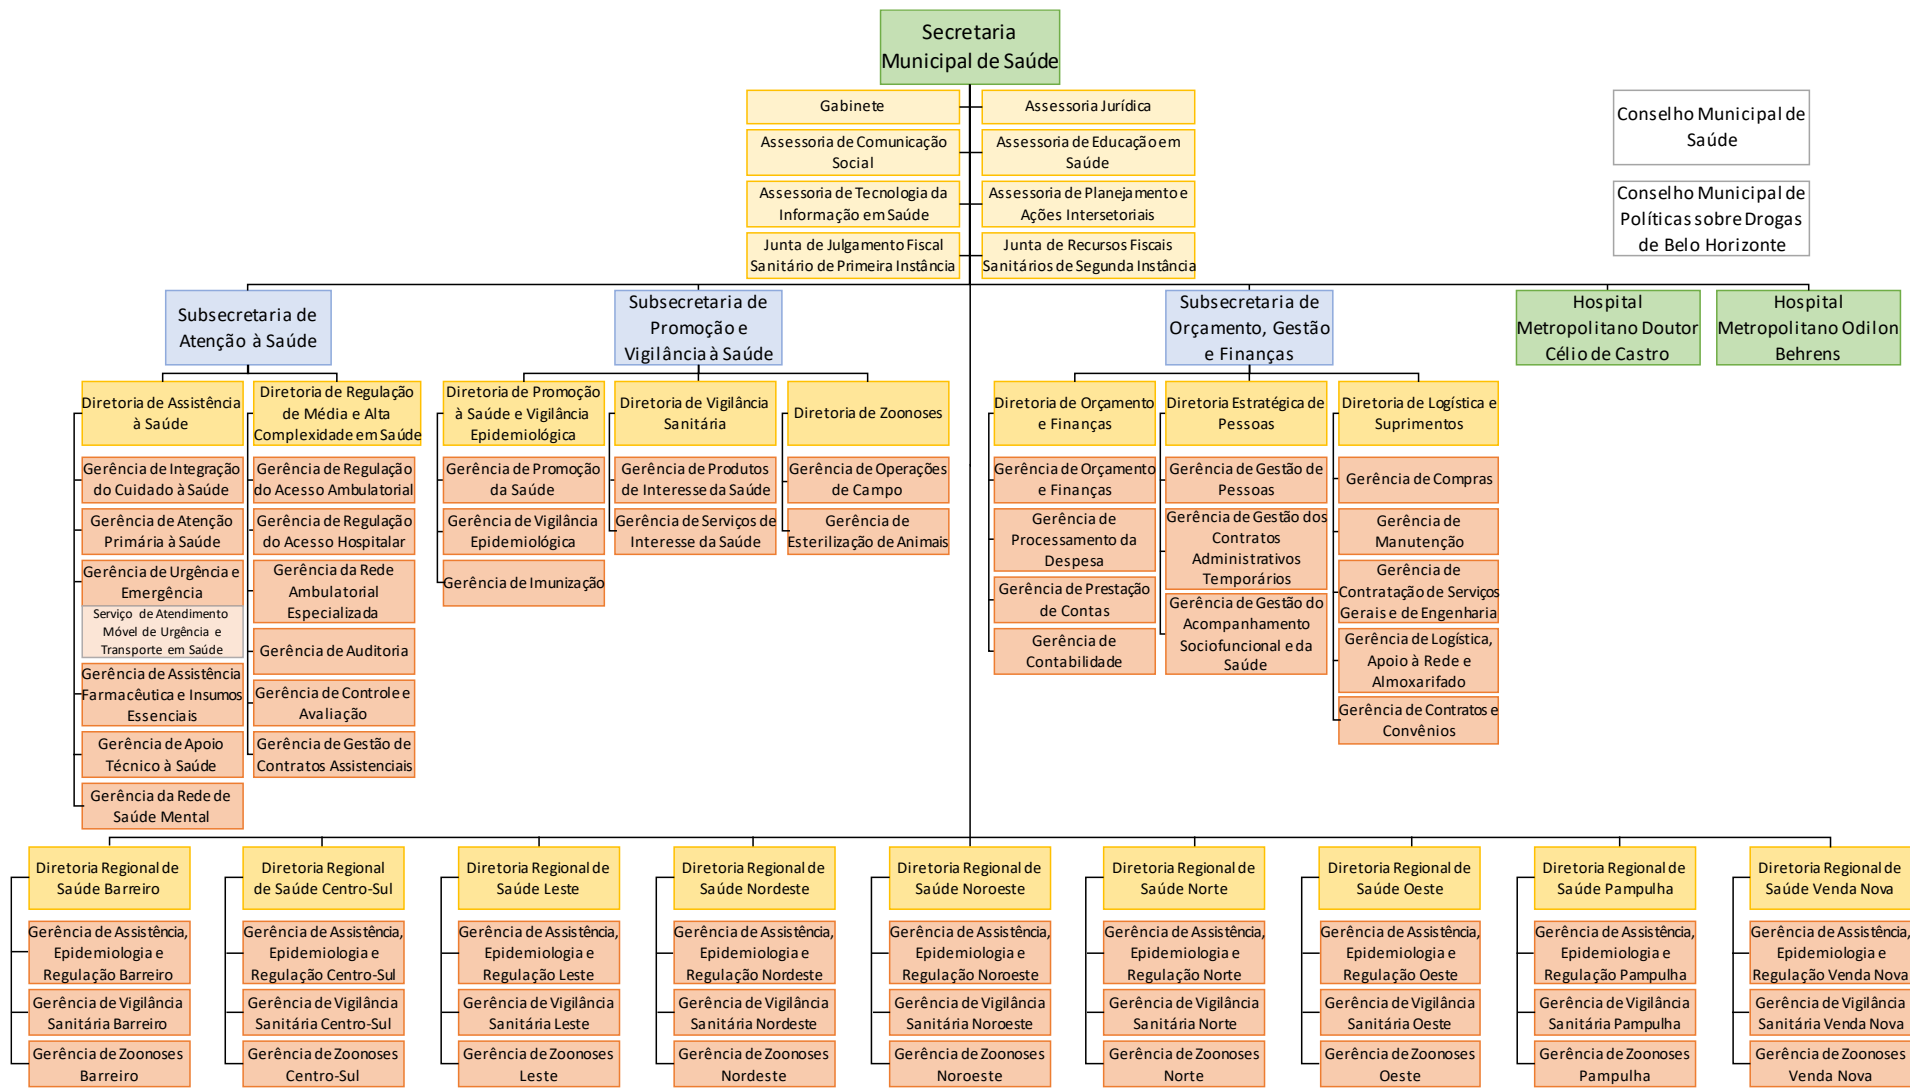 Secretaria
Municipal de Saúde
Gabinete
Assessoria Jurídica
Assessoria de Comunicação
Social
Assessoria de Educação em
Saúde
Assessoria de Tecnologia da
Informação em Saúde
Assessoria de Planejamento e
Ações Intersetoriais
Junta de Julgamento Fiscal
Sanitário de Primeira Instância
Junta de Recursos Fiscais
Sanitários de Segunda Instância
Conselho Municipal de
Saúde
Conselho Municipal de
Políticas sobre Drogas
de Belo Horizonte
Subsecretaria de
Atenção à Saúde
Subsecretaria de
Promoção e
Vigilância à Saúde
Subsecretaria de
Orçamento, Gestão
e Finanças
Hospital
Metropolitano Doutor
Célio de Castro
Hospital
Metropolitano Odilon
Behrens
Diretoria de Assistência
à Saúde
Gerência de Integração
do Cuidado à Saúde
Gerência de Atenção
Primária à Saúde
Gerência de Urgência e
Emergência
Serviço de Atendimento
Móvel de Urgência e
Transporte em Saúde
Gerência de Assistência
Farmacêutica e Insumos
Essenciais
Gerência de Apoio
Técnico à Saúde
Gerência da Rede de
Saúde Mental
Diretoria de Regulação
de Média e Alta
Complexidade em Saúde
Gerência de Regulação
do Acesso Ambulatorial
Gerência de Regulação
do Acesso Hospitalar
Gerência da Rede
Ambulatorial
Especializada
Gerência de Auditoria
Gerência de Controle e
Avaliação
Gerência de Gestão de
Contratos Assistenciais
Diretoria de Promoção
à Saúde e Vigilância
Epidemiológica
Gerência de Promoção
da Saúde
Gerência de Vigilância
Epidemiológica
Gerência de Imunização
Diretoria de Vigilância
Sanitária
Gerência de Produtos
de Interesse da Saúde
Gerência de Serviços de
Interesse da Saúde
Diretoria de Zoonoses
Gerência de Operações
de Campo
Gerência de
Esterilização de Animais
Diretoria de Orçamento
e Finanças
Gerência de Orçamento
e Finanças
Gerência de
Processamento da
Despesa
Gerência de Prestação
de Contas
Gerência de
Contabilidade
Diretoria Estratégica de
Pessoas
Gerência de Gestão de
Pessoas
Gerência de Gestão dos
Contratos
Administrativos
Temporários
Gerência de Gestão do
Acompanhamento
Sociofuncional e da
Saúde
Diretoria de Logística e
Suprimentos
Gerência de Compras
Gerência de
Manutenção
Gerência de
Contratação de Serviços
Gerais e de Engenharia
Gerência de Logística,
Apoio à Rede e
Almoxarifado
Gerência de Contratos e
Convênios
Diretoria Regional de
Saúde Barreiro
Gerência de Assistência,
Epidemiologia e
Regulação Barreiro
Gerência de Vigilância
Sanitária Barreiro
Gerência de Zoonoses
Barreiro
Diretoria Regional
de Saúde Centro-Sul
Gerência de Assistência,
Epidemiologia e
Regulação Centro-Sul
Gerência de Vigilância
Sanitária Centro-Sul
Gerência de Zoonoses
Centro-Sul
Diretoria Regional de
Saúde Leste
Gerência de Assistência,
Epidemiologia e
Regulação Leste
Gerência de Vigilância
Sanitária Leste
Gerência de Zoonoses
Leste
Diretoria Regional de
Saúde Nordeste
Gerência de Assistência,
Epidemiologia e
Regulação Nordeste
Gerência de Vigilância
Sanitária Nordeste
Gerência de Zoonoses
Nordeste
Diretoria Regional de
Saúde Noroeste
Gerência de Assistência,
Epidemiologia e
Regulação Noroeste
Gerência de Vigilância
Sanitária Noroeste
Gerência de Zoonoses
Noroeste
Diretoria Regional de
Saúde Norte
Gerência de Assistência,
Epidemiologia e
Regulação Norte
Gerência de Vigilância
Sanitária Norte
Gerência de Zoonoses
Norte
Diretoria Regional de
Saúde Oeste
Gerência de Assistência,
Epidemiologia e
Regulação Oeste
Gerência de Vigilância
Sanitária Oeste
Gerência de Zoonoses
Oeste
Diretoria Regional de
Saúde Pampulha
Gerência de Assistência,
Epidemiologia e
Regulação Pampulha
Gerência de Vigilância
Sanitária Pampulha
Gerência de Zoonoses
Pampulha
Diretoria Regional de
Saúde Venda Nova
Gerência de Assistência,
Epidemiologia e
Regulação Venda Nova
Gerência de Vigilância
Sanitária Venda Nova
Gerência de Zoonoses
Venda Nova